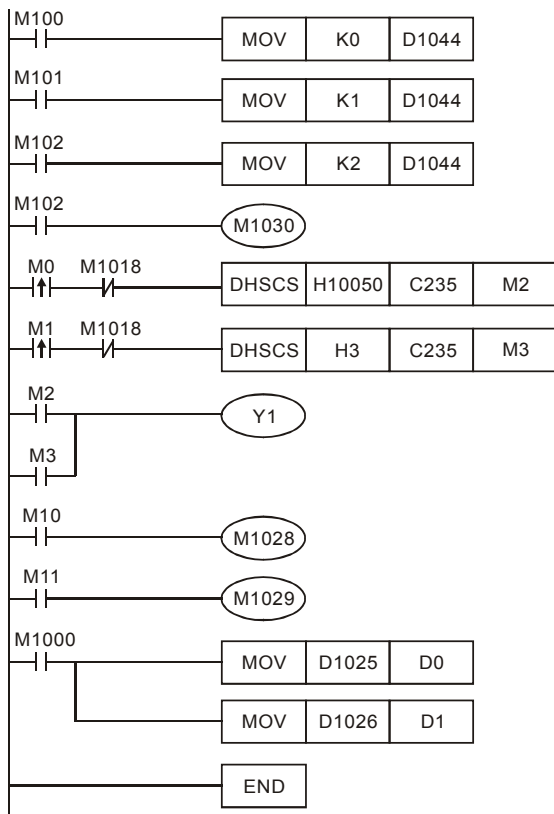 M100
MOV K0 D1044
M101
MOV K1 D1044
M102
MOV K2 D1044
M102
M1030
M0 M1018
DHSCS H10050 C235 M2
M1 M1018
DHSCS H3 C235 M3
M2
Y1
M3
M10
M1028
M11
M1029
M1000
MOV D1025 D0
MOV D1026 D1
END